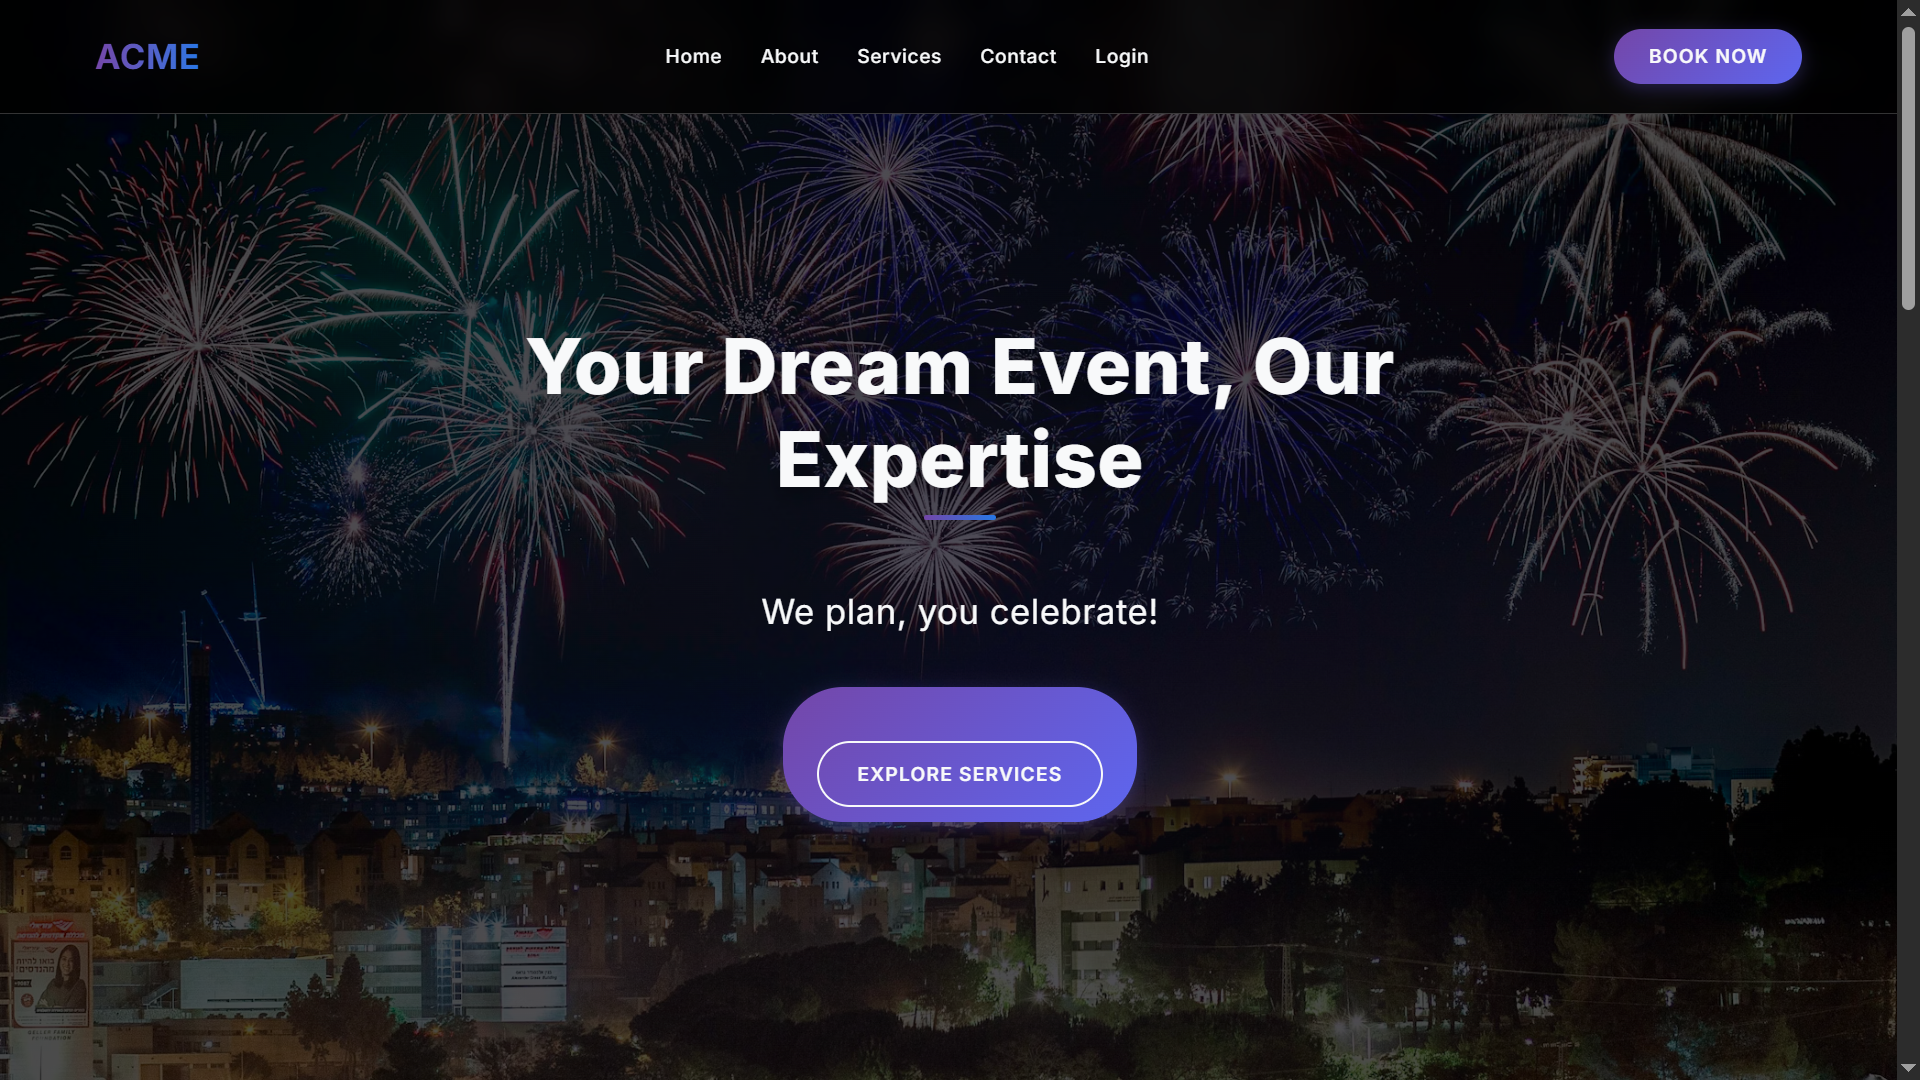 ACME
Home
About
Services
Contact
Login
BOOK NOW
Your Dream Event, Our
Expertise
We plan, you celebrate!
EXPLORE SERVICES